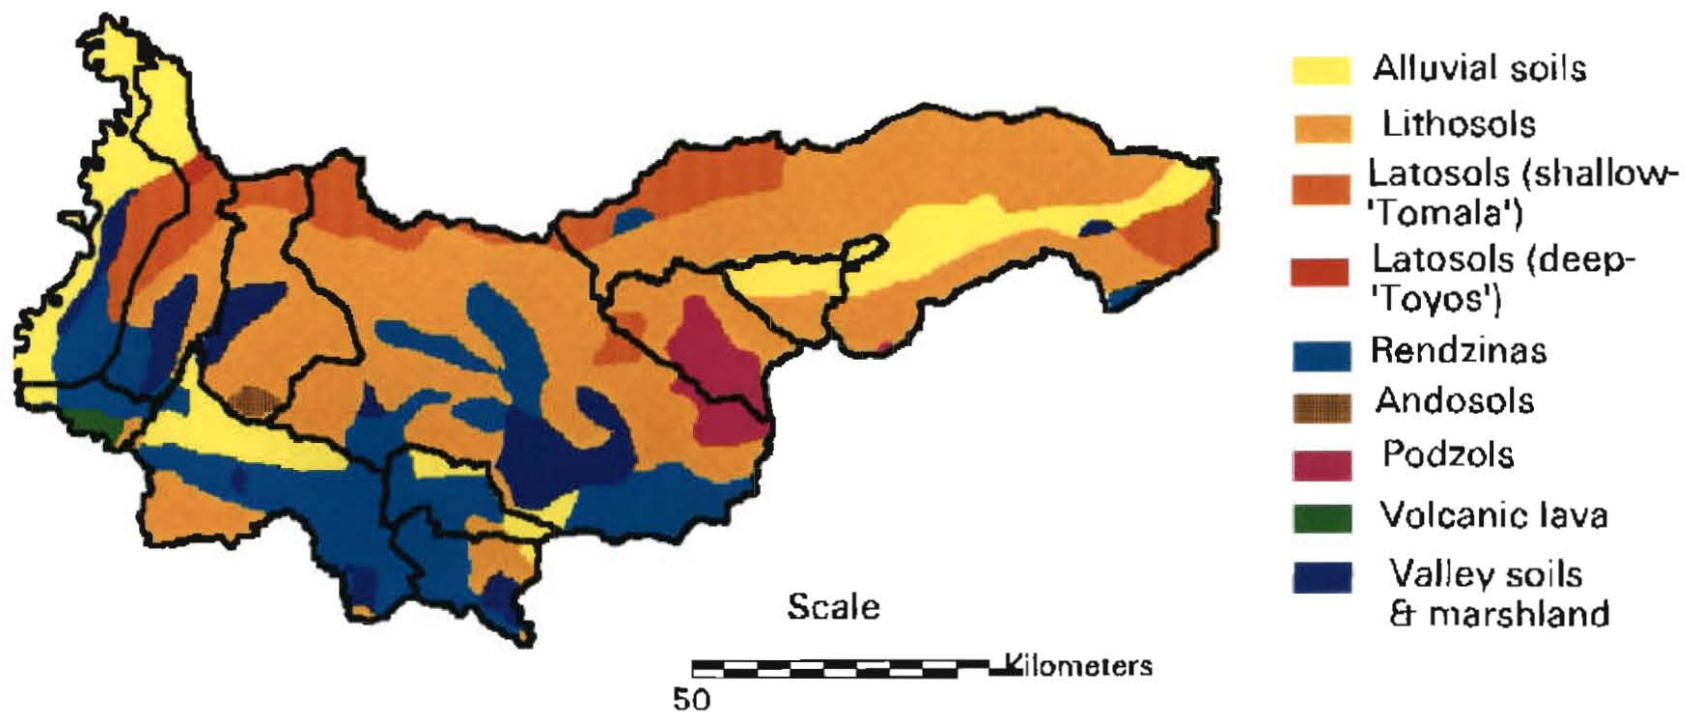 Alluvial soils
Lithosols
Latosols (shallow-
'Tomala')
Latosols (deep-
'Toyos')
Rendzinas
Andosols
Podzols
Volcanic lava
Valley soils
& marshland
Scale
Kilometers
50